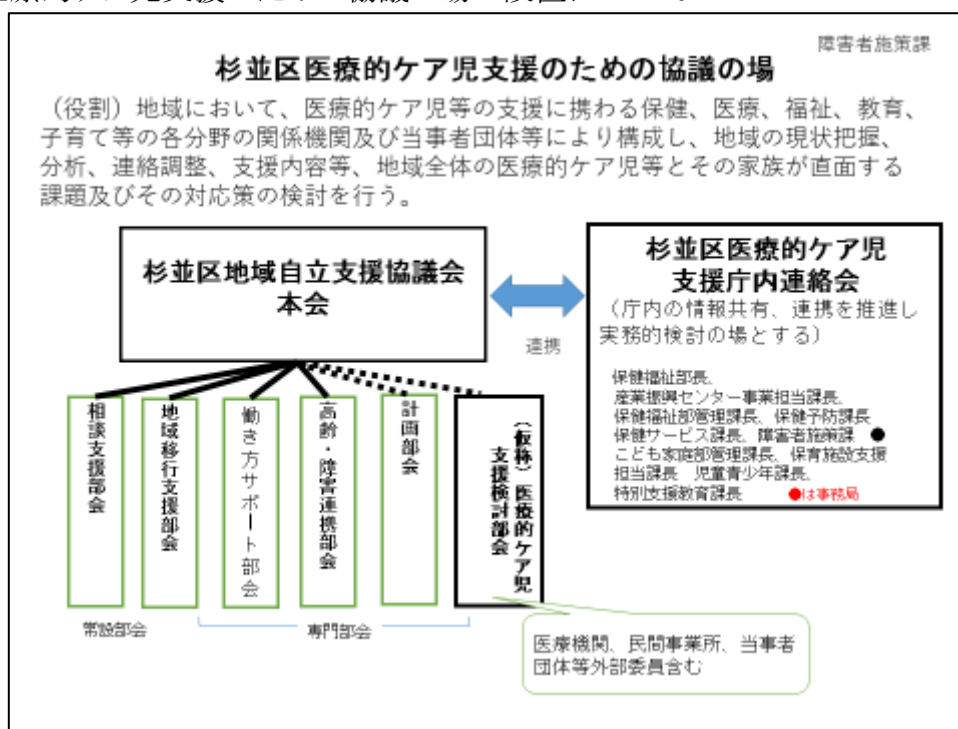 障害者施策課
杉並区医療的ケア児支援のための協議の場
（役割）地域において、医療的ケア児等の支援に携わる保健、医療、福祉、教育、
子育て等の各分野の関係機関及び当事者団体等により構成し、地域の現状把握、
分析、連絡調整、支援内容等、地域全体の医療的ケア児等とその家族が直面する
課題及びその対応策の検討を行う。
杉並区地域自立支援協議会
本会
連携
杉並区医療的ケア児
支援庁内連絡会
（庁内の情報共有、連携を推進し
実務的検討の場とする）
保健福祉部長、
産業振興センター事業担当課長、
保健福祉部管理課長、保健予防課長
保健サービス課長、障害者施策課　●
こども家庭部管理課長、保育施設支援
担当課長　児童青少年課長、
特別支援教育課長　●は事務局
相談支援部会
地域移行支援部会
働き方サポート部会
高齢・障害連携部会
計画部会
（仮称）医療的ケア児
支援検討部会
常設部会
専門部会
医療機関、民間事業所、当事者
団体等外部委員含む